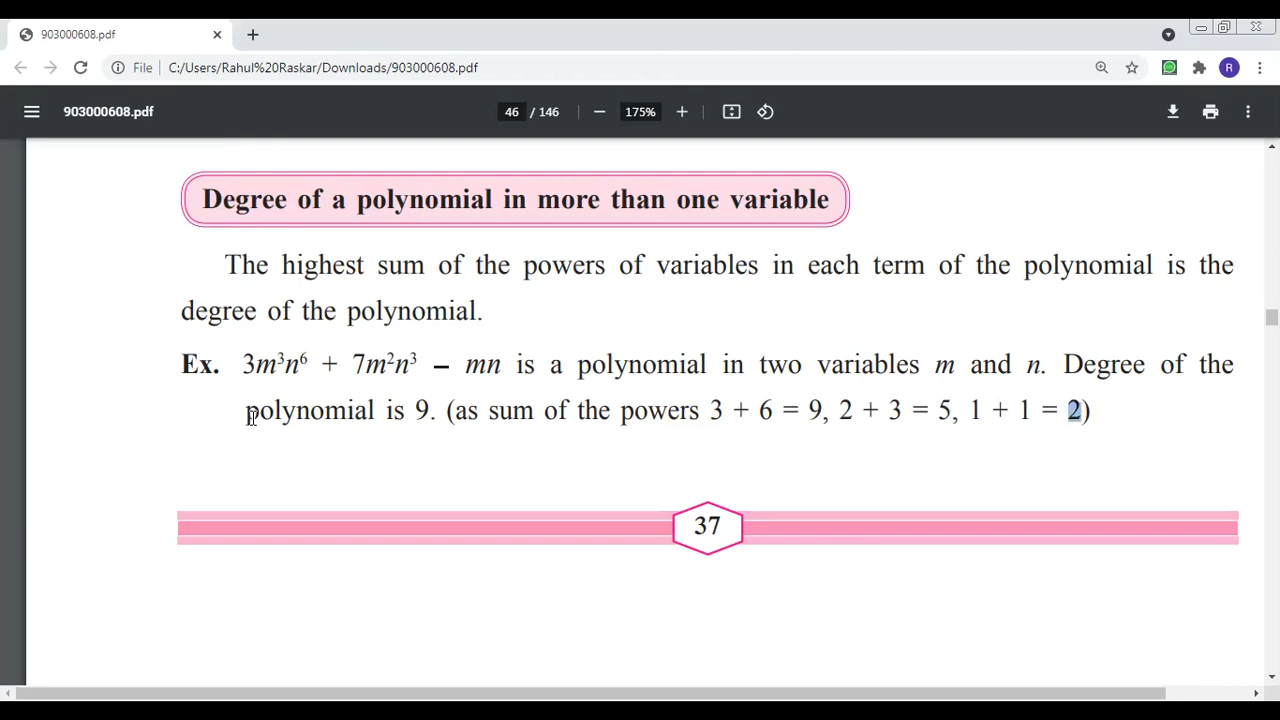 903000608.pdf
File C:/Users/Rahul%20Raskar/Downloads/903000608.pdf R
903000608.pdf 46 / 146 175%
Degree of a polynomial in more than one variable
The highest sum of the powers of variables in each term of the polynomial is the
degree of the polynomial.
Ex. 3m³n⁶ + 7m²n³ – mn is a polynomial in two variables m and n. Degree of the
polynomial is 9. (as sum of the powers 3 + 6 = 9, 2 + 3 = 5, 1 + 1 = 2)
37